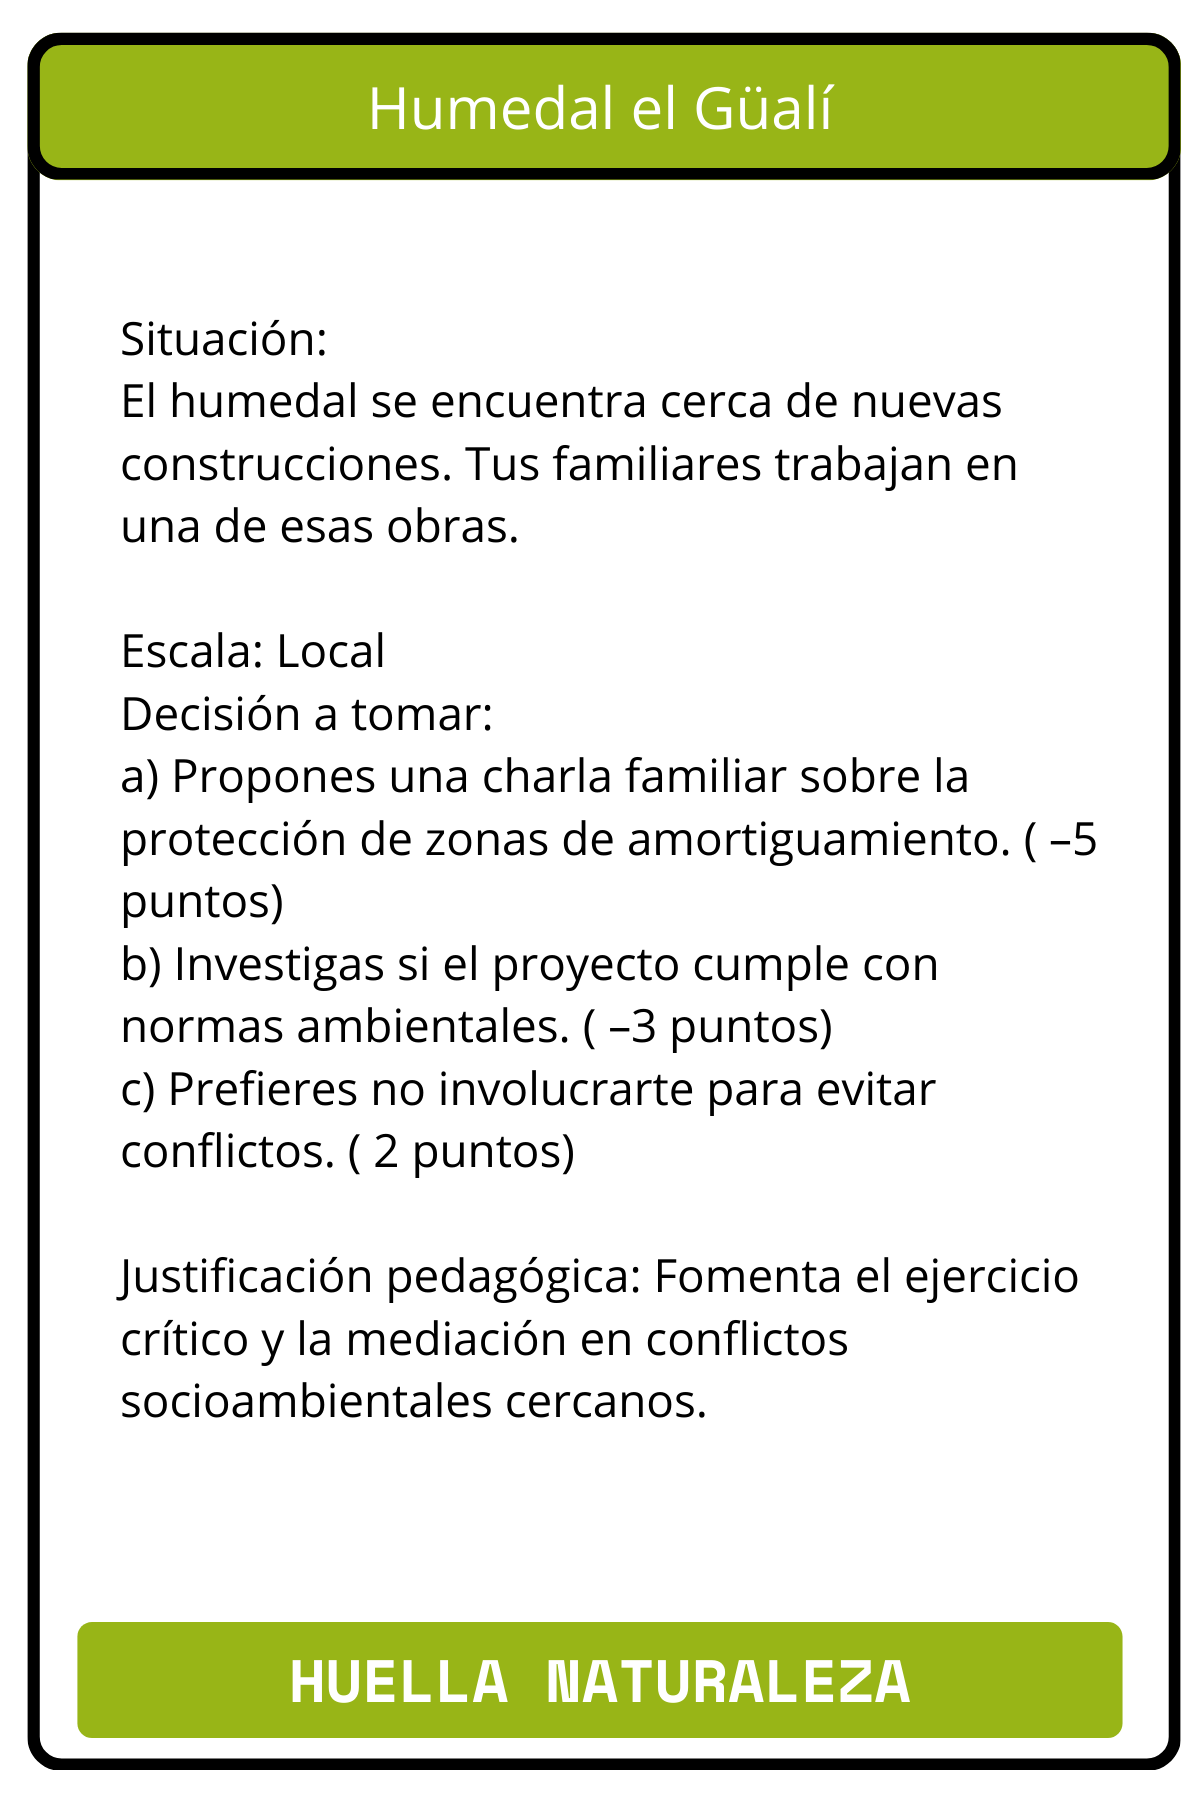 Humedal el Güalí
Situación:
El humedal se encuentra cerca de nuevas
construcciones. Tus familiares trabajan en
una de esas obras.
Escala: Local
Decisión a tomar:
a) Propones una charla familiar sobre la
protección de zonas de amortiguamiento. ( –5
puntos)
b) Investigas si el proyecto cumple con
normas ambientales. ( –3 puntos)
c) Prefieres no involucrarte para evitar
conflictos. ( 2 puntos)
Justificación pedagógica: Fomenta el ejercicio
crítico y la mediación en conflictos
socioambientales cercanos.
HUELLA NATURALEZA